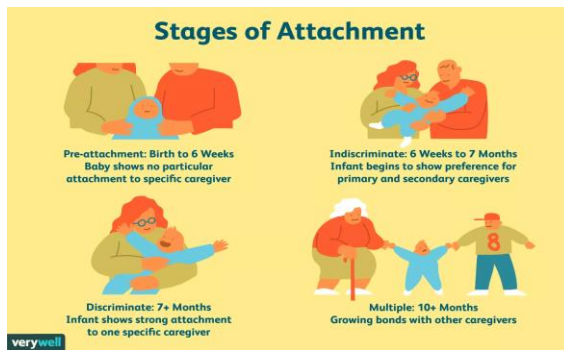 Stages of Attachment
Pre-attachment: Birth to 6 Weeks
Baby shows no particular
attachment to specific caregiver
Indiscriminate: 6 Weeks to 7 Months
Infant begins to show preference for
primary and secondary caregivers
8
Discriminate: 7+ Months
Infant shows strong attachment
to one specific caregiver
Multiple: 10+ Months
Growing bonds with other caregivers
verywell